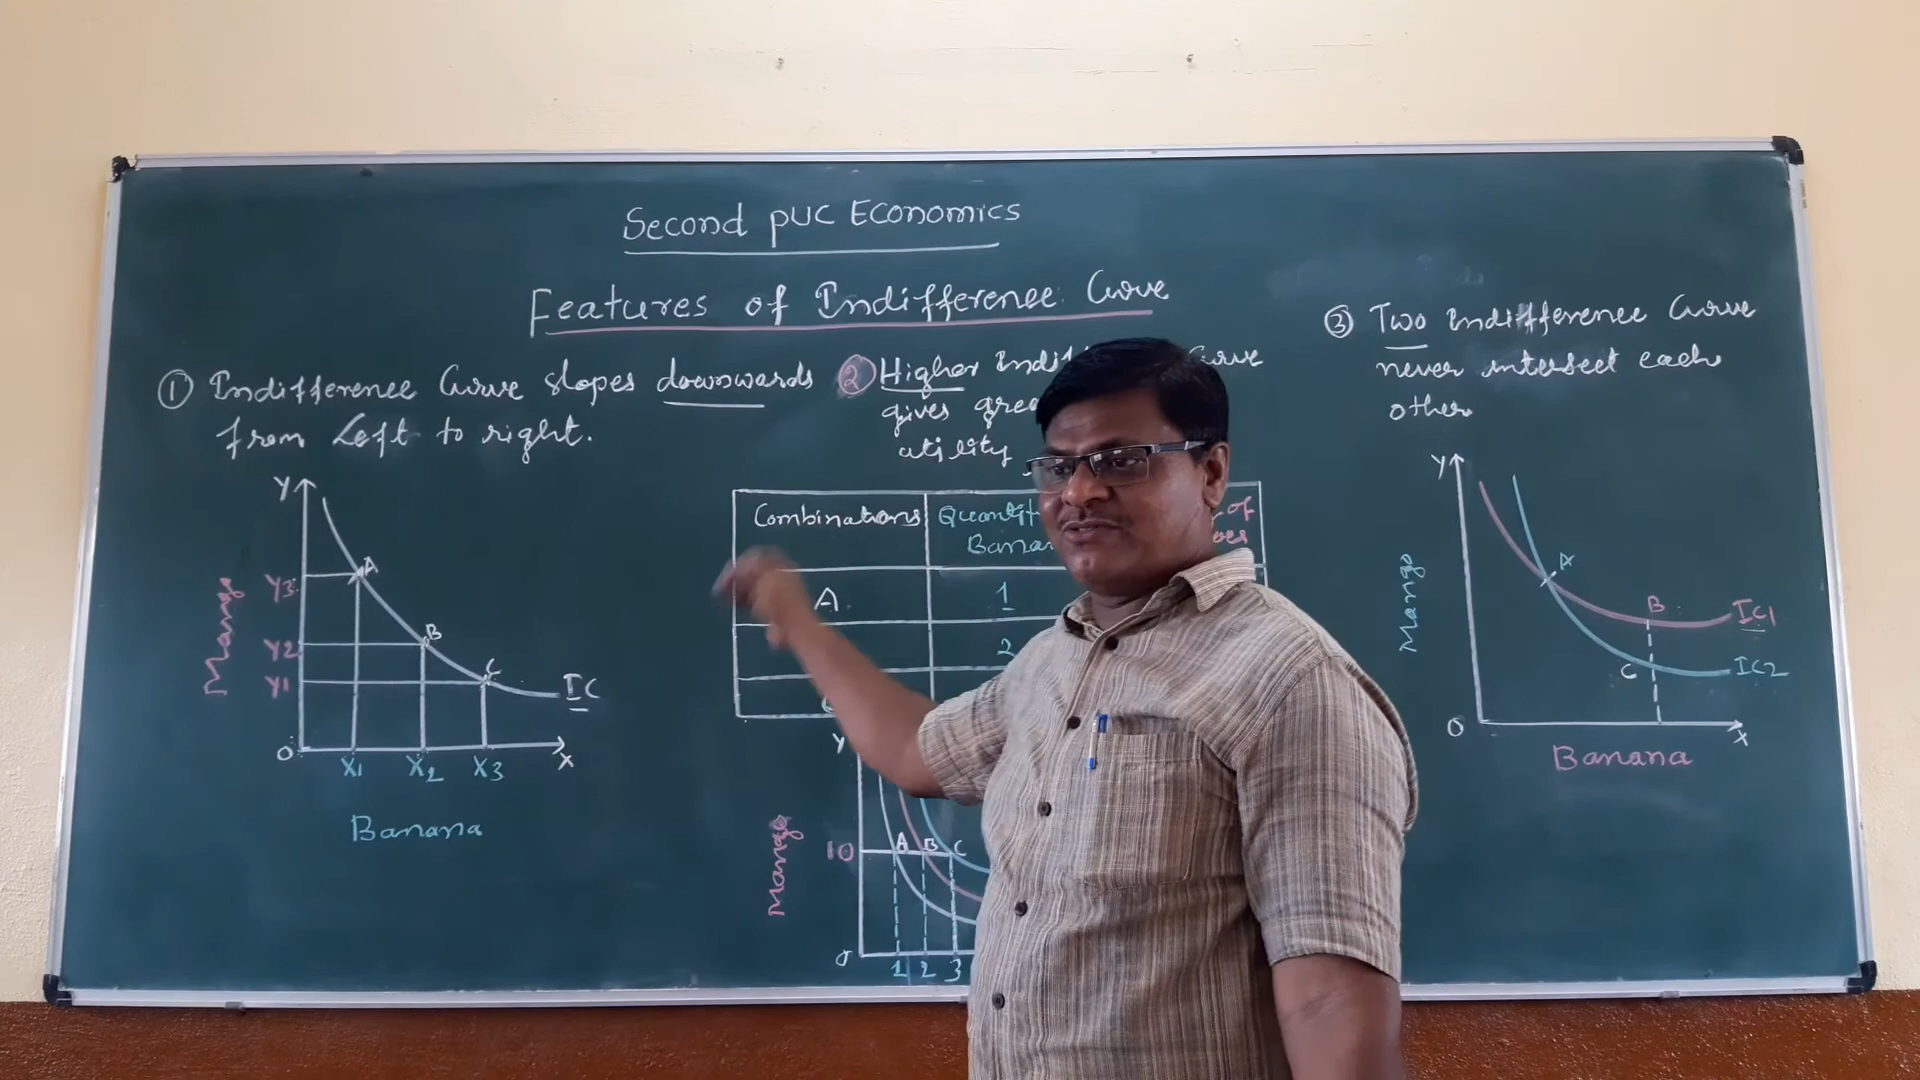 Second PUC Economics
Features of Indifference Curve
① Indifference Curve slopes downwards
from Left to right.
Y
A
Y3
B
Y2
C
Y1
IC
Mango
O
X1 X2 X3 X
Banana
② Higher Curve
gives
utility
Combinations
A
1
2
Y
Mango
10 A B C
O
1 2 3
③ Two Indifference Curve
never intersect each
other
Y
A
B IC1
C IC2
Mango
O
X
Banana